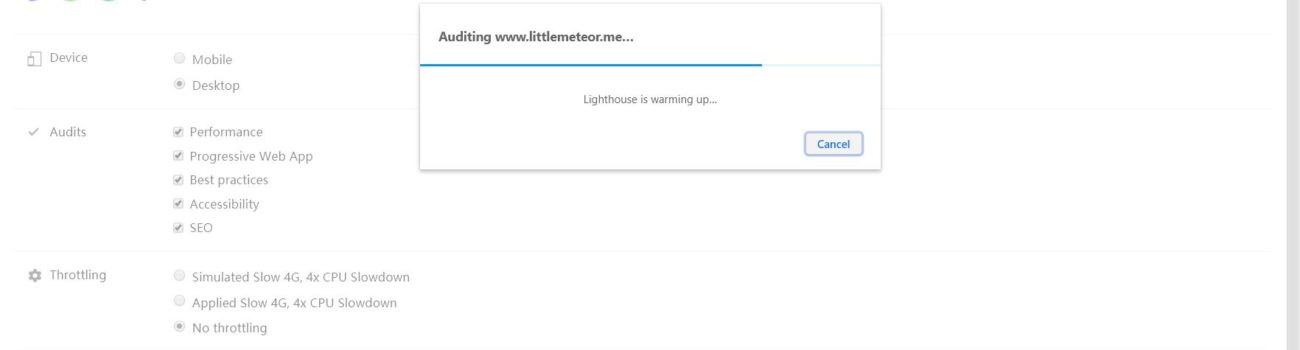 Auditing www.littlemeteor.me...
Lighthouse is warming up...
Cancel
Device
Mobile
Desktop
Audits
Performance
Progressive Web App
Best practices
Accessibility
SEO
Throttling
Simulated Slow 4G, 4x CPU Slowdown
Applied Slow 4G, 4x CPU Slowdown
No throttling